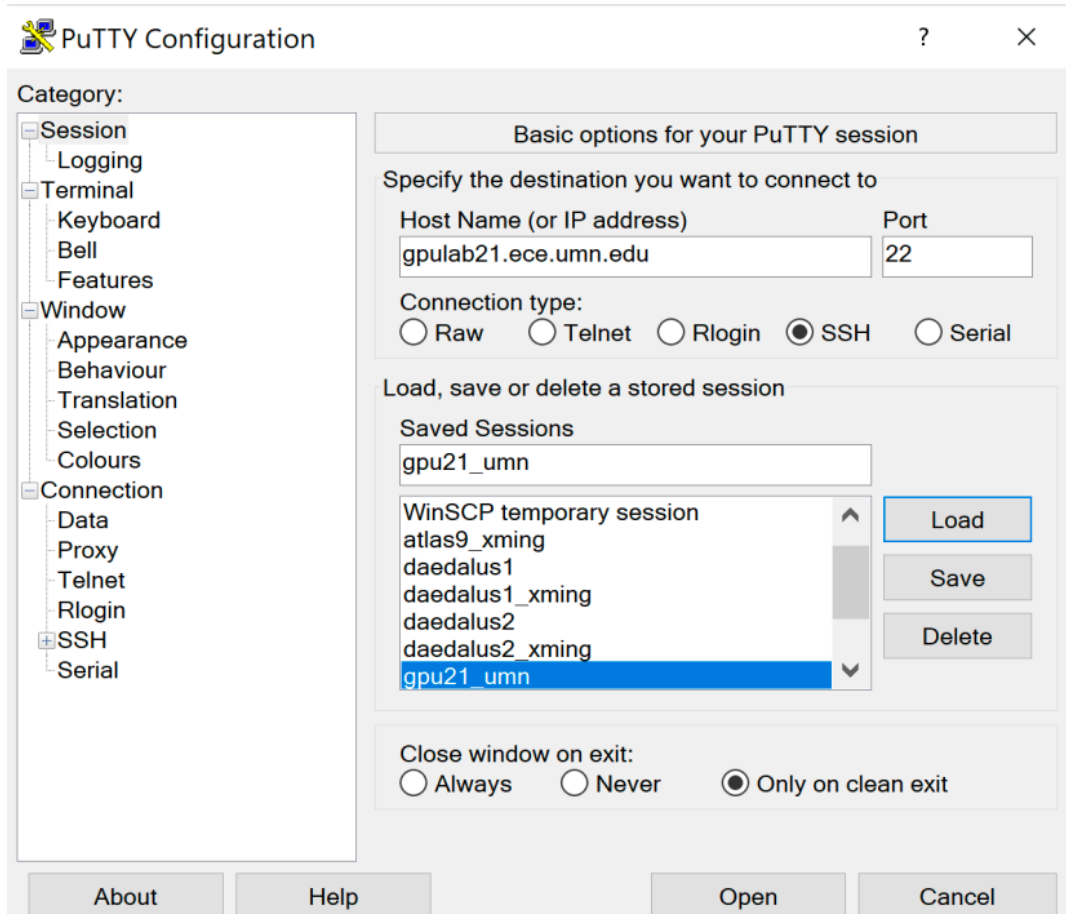 PuTTY Configuration ? ×
Category:
Session
Logging
Terminal
Keyboard
Bell
Features
Window
Appearance
Behaviour
Translation
Selection
Colours
Connection
Data
Proxy
Telnet
Rlogin
SSH
Serial
Basic options for your PuTTY session
Specify the destination you want to connect to
Host Name (or IP address) Port
gpulab21.ece.umn.edu 22
Connection type:
Raw Telnet Rlogin SSH Serial
Load, save or delete a stored session
Saved Sessions
gpu21_umn
WinSCP temporary session
atlas9_xming
daedalus1
daedalus1_xming
daedalus2
daedalus2_xming
gpu21_umn
Load
Save
Delete
Close window on exit:
Always Never Only on clean exit
About Help Open Cancel